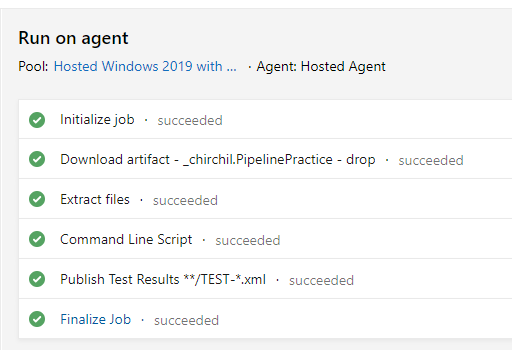 Run on agent
Pool: Hosted Windows 2019 with ... · Agent: Hosted Agent
Initialize job · succeeded
Download artifact - _chirchil.PipelinePractice - drop · succeeded
Extract files · succeeded
Command Line Script · succeeded
Publish Test Results **/TEST-*.xml · succeeded
Finalize Job · succeeded